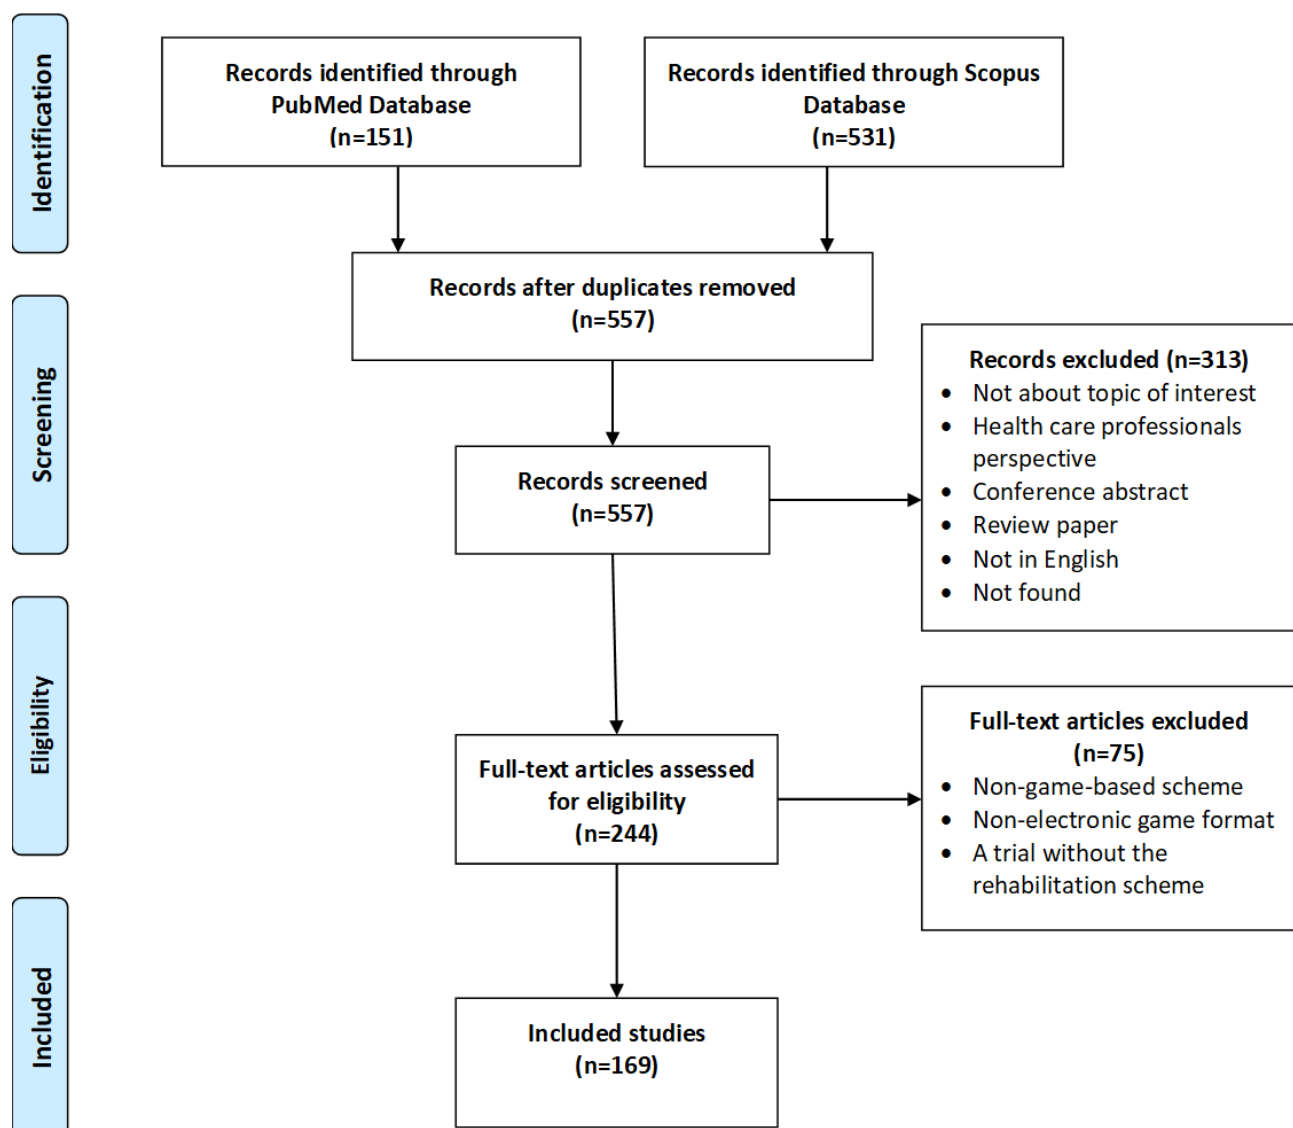 Identification
Records identified through
PubMed Database
(n=151)
Records identified through Scopus
Database
(n=531)
Records after duplicates removed
(n=557)
Screening
Records screened
(n=557)
Records excluded (n=313)
• Not about topic of interest
• Health care professionals
perspective
• Conference abstract
• Review paper
• Not in English
• Not found
Eligibility
Full-text articles assessed
for eligibility
(n=244)
Full-text articles excluded
(n=75)
• Non-game-based scheme
• Non-electronic game format
• A trial without the
rehabilitation scheme
Included
Included studies
(n=169)